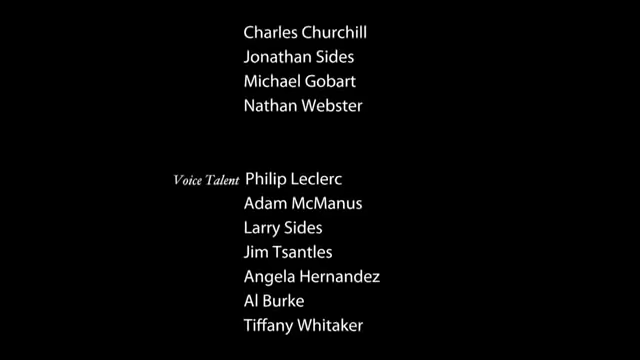 Charles Churchill
Jonathan Sides
Michael Gobart
Nathan Webster
Voice Talent Philip Leclerc
Adam McManus
Larry Sides
Jim Tsantles
Angela Hernandez
Al Burke
Tiffany Whitaker